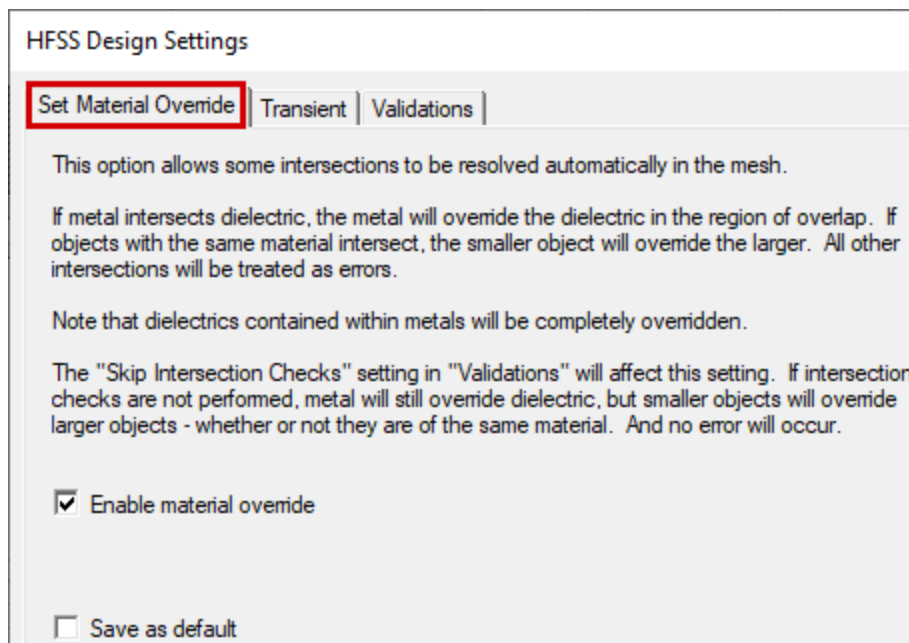 HFSS Design Settings
Set Material Override
Transient
Validations
This option allows some intersections to be resolved automatically in the mesh.
If metal intersects dielectric, the metal will override the dielectric in the region of overlap.  If
objects with the same material intersect, the smaller object will override the larger.  All other
intersections will be treated as errors.
Note that dielectrics contained within metals will be completely overridden.
The "Skip Intersection Checks" setting in "Validations" will affect this setting.  If intersection
checks are not performed, metal will still override dielectric, but smaller objects will override
larger objects - whether or not they are of the same material.  And no error will occur.
Enable material override
Save as default